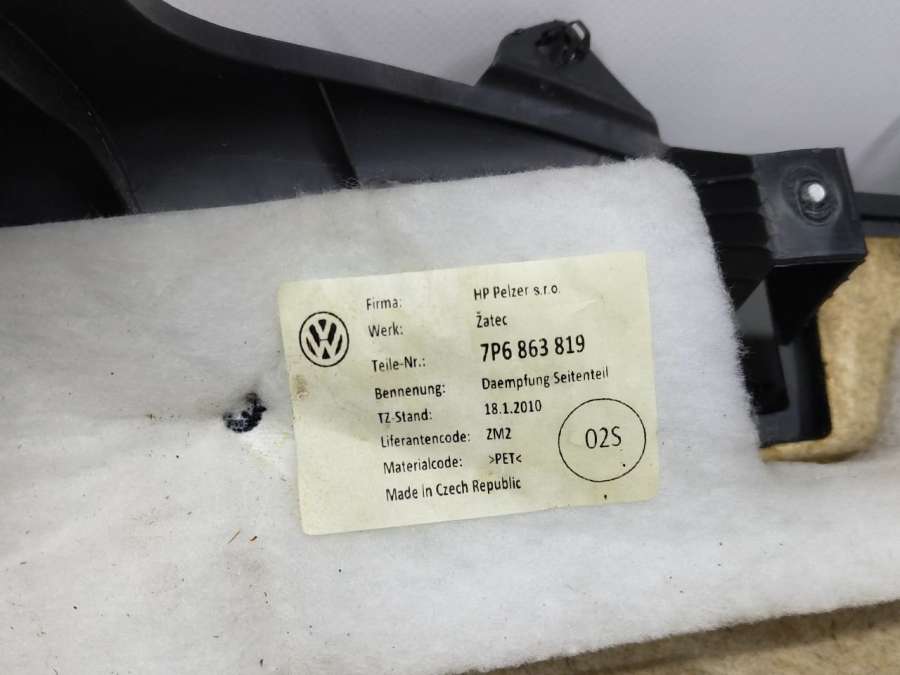 Firma: HP Pelzer s.r.o.
Werk: Žatec
Teile-Nr.: 7P6 863 819
Bennenung: Daempfung Seitenteil
TZ-Stand: 18.1.2010
Liferantencode: ZM2
Materialcode: >PET<
Made in Czech Republic
02S